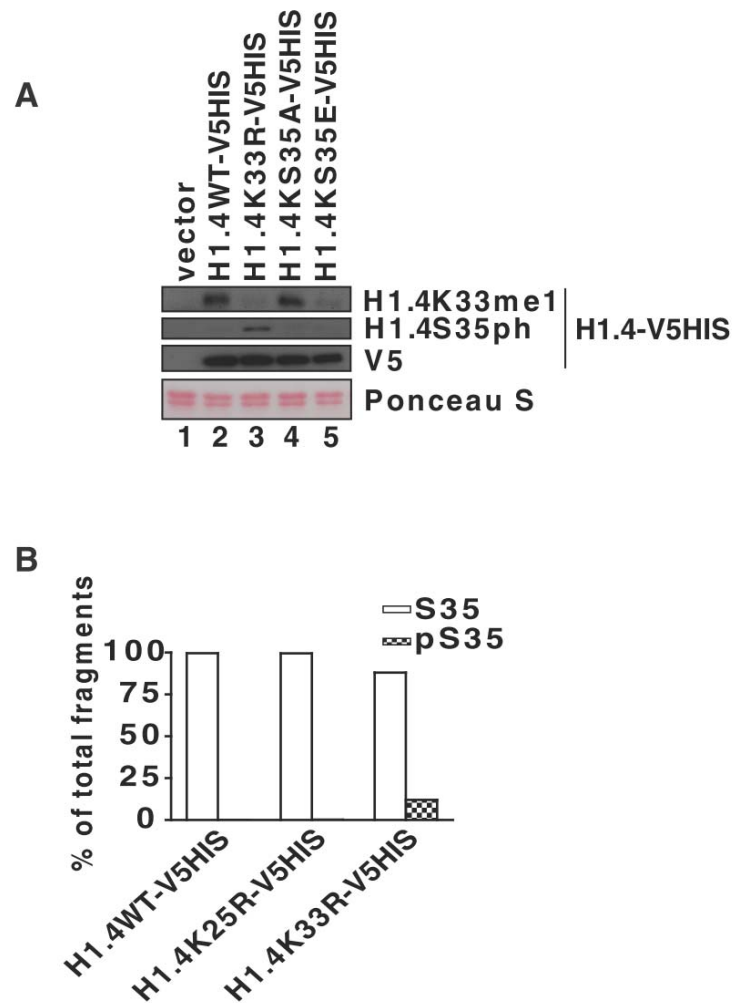 A
vector
H1.4WT-V5HIS
H1.4K33R-V5HIS
H1.4KS35A-V5HIS
H1.4KS35E-V5HIS
H1.4K33me1
H1.4S35ph
V5
H1.4-V5HIS
Ponceau S
1 2 3 4 5
B
% of total fragments
S35
pS35
100
75
50
25
0
H1.4WT-V5HIS
H1.4K25R-V5HIS
H1.4K33R-V5HIS